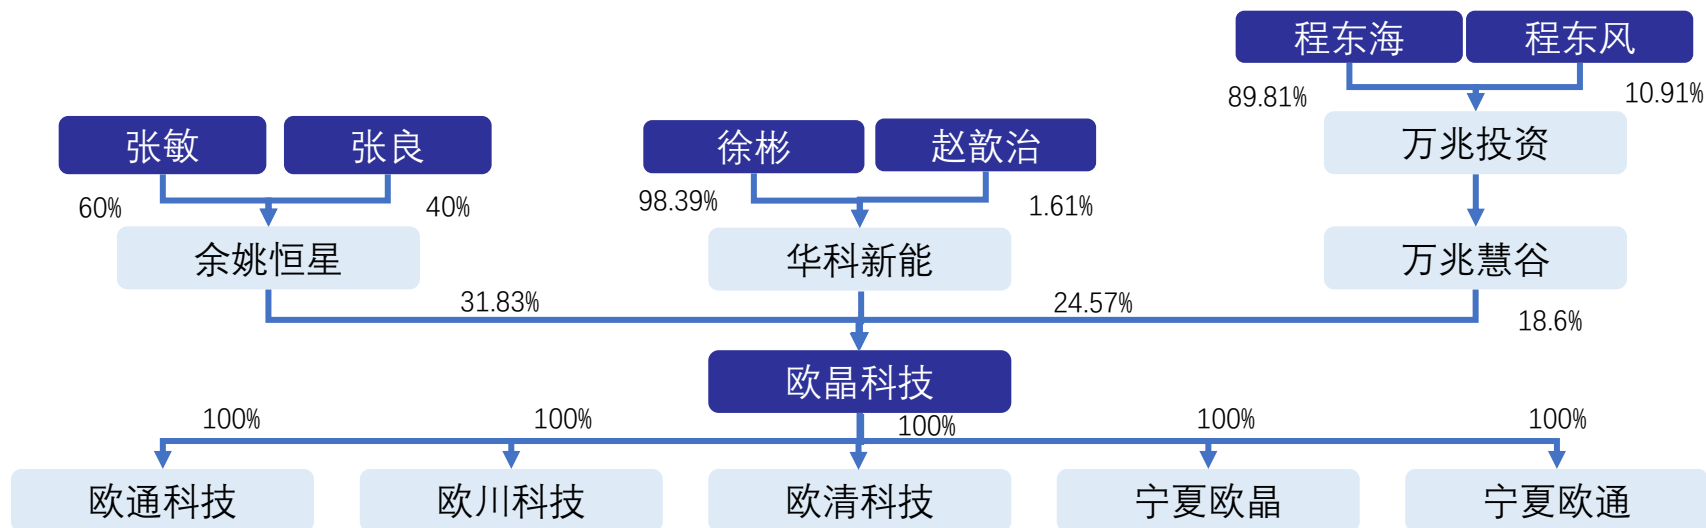 程东海
程东风
89.81%
10.91%
张敏
张良
徐彬
赵歆治
万兆投资
60%
40%
98.39%
1.61%
余姚恒星
华科新能
万兆慧谷
31.83%
24.57%
18.6%
欧晶科技
100%
100%
100%
100%
100%
欧通科技
欧川科技
欧清科技
宁夏欧晶
宁夏欧通